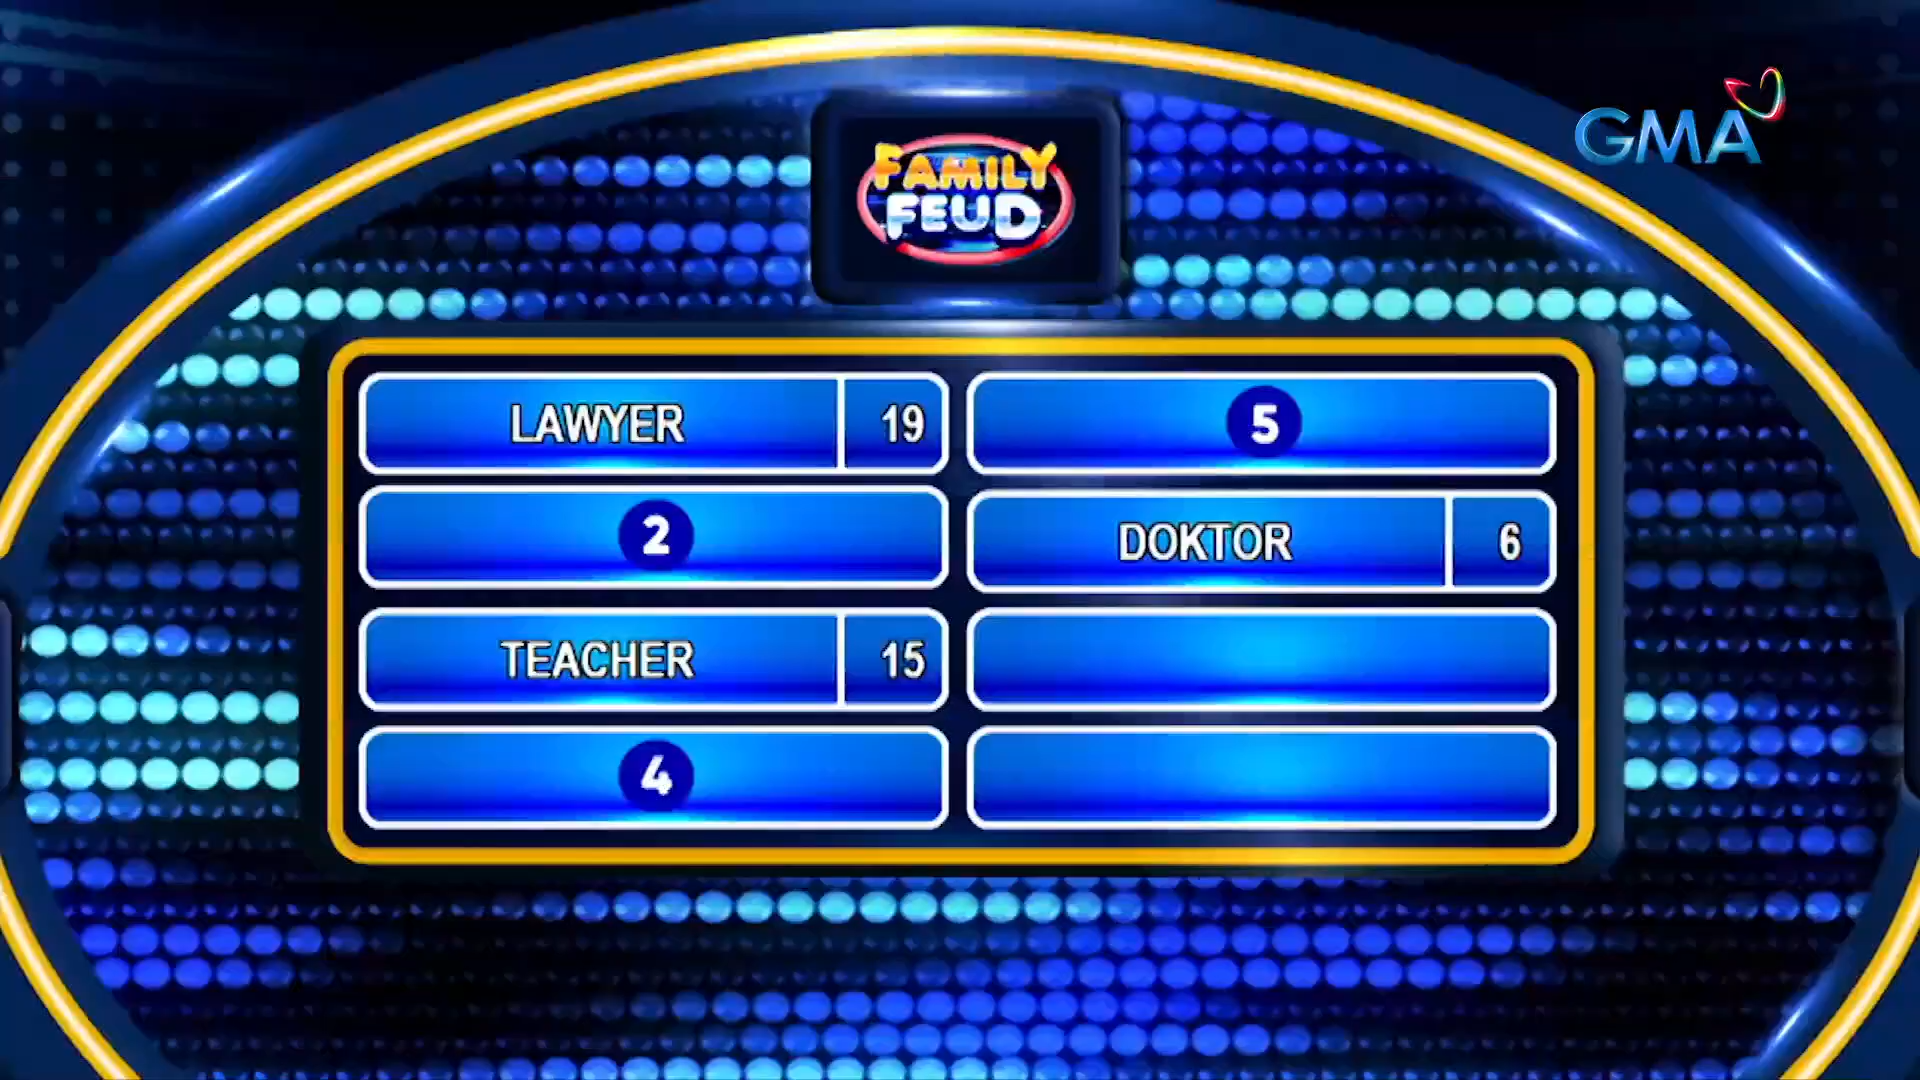 GMA
FAMILY
FEUD
LAWYER 19
2
TEACHER 15
4
5
DOKTOR 6